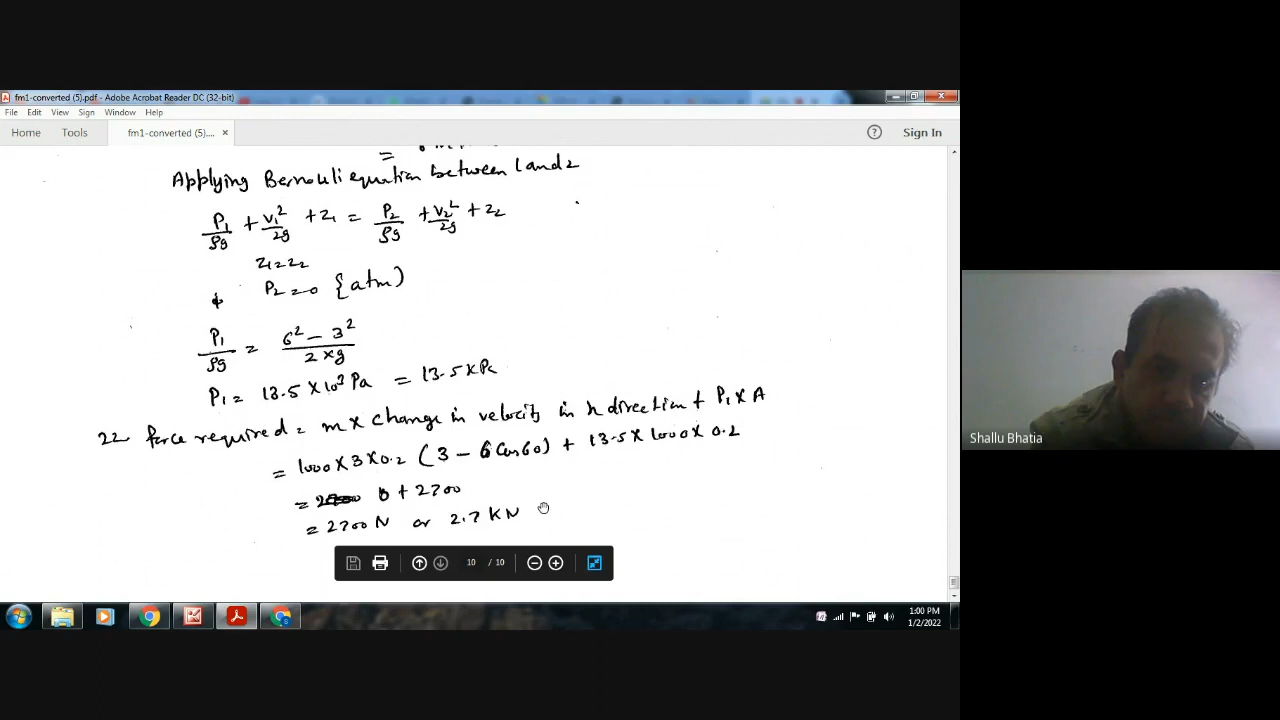 fm1-converted (5).pdf - Adobe Acrobat Reader DC (32-bit)
File Edit View Sign Window Help
Home Tools fm1-converted (5).... × ? Sign In
=
Applying Bernouli equation between 1 and 2
P1/ρg + V1²/2g + Z1 = P2/ρg + V2²/2g + Z2
Z1 = Z2
& P2 = 0 {atm)
P1/ρg = 6² - 3² / 2 × g
P1 = 13.5 × 10³ Pa = 13.5 KPa
22 force required = m × change in velocity in x direction + P1 × A
= 1000 × 3 × 0.2 (3 - 6 Cos 60) + 13.5 × 1000 × 0.2
= 0 + 2700
= 2700 N or 2.7 KN
10 / 10
Shallu Bhatia
1:00 PM
1/2/2022